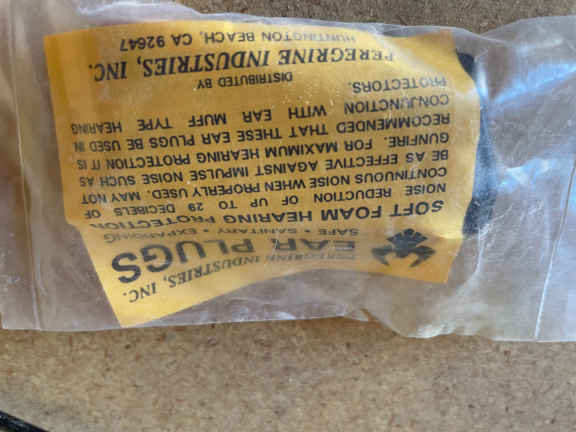 PEREGRINE INDUSTRIES, INC.
EAR PLUGS
SAFE • SANITARY • EXPANDING
SOFT FOAM HEARING PROTECTION
NOISE REDUCTION OF UP TO 29 DECIBELS OF
CONTINUOUS NOISE WHEN PROPERLY USED. MAY NOT
BE AS EFFECTIVE AGAINST IMPULSE NOISE SUCH AS
GUNFIRE. FOR MAXIMUM HEARING PROTECTION IT IS
RECOMMENDED THAT THESE EAR PLUGS BE USED IN
CONJUNCTION WITH EAR MUFF TYPE HEARING
PROTECTORS.
DISTRIBUTED BY
PEREGRINE INDUSTRIES, INC.
HUNTINGTON BEACH, CA 92647